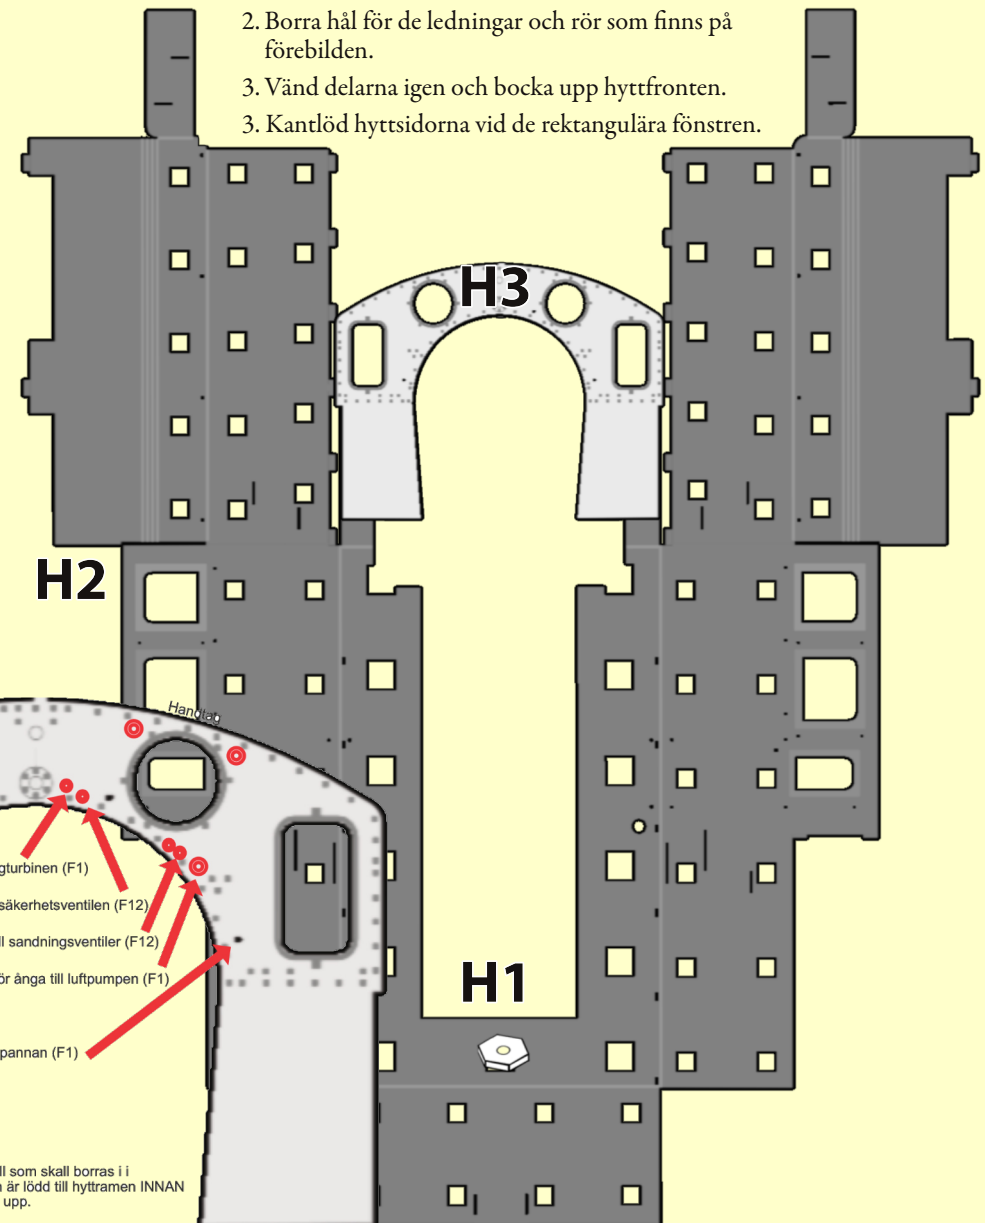 2. Borra hål för de ledningar och rör som finns på
förebilden.
3. Vänd delarna igen och bocka upp hyttfronten.
3. Kantlöd hyttsidorna vid de rektangulära fönstren.
H3
H2
Handtag
gturbinen (F1)
säkerhetsventilen (F12)
ll sandningsventiler (F12)
ör ånga till luftpumpen (F1)
H1
pannan (F1)
ll som skall borras i i
är lödd till hyttramen INNAN
upp.